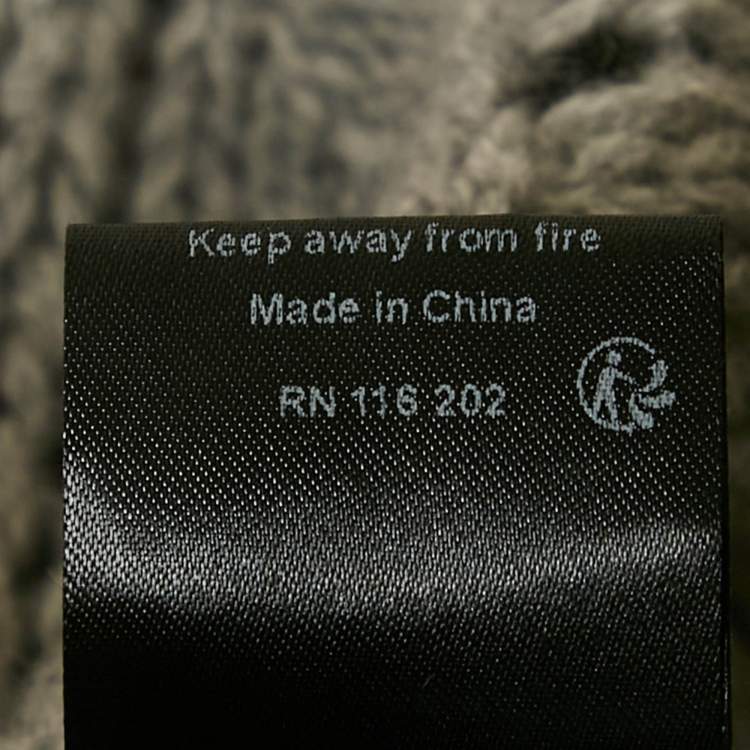 Keep away from fire
Made in China
RN 116 202